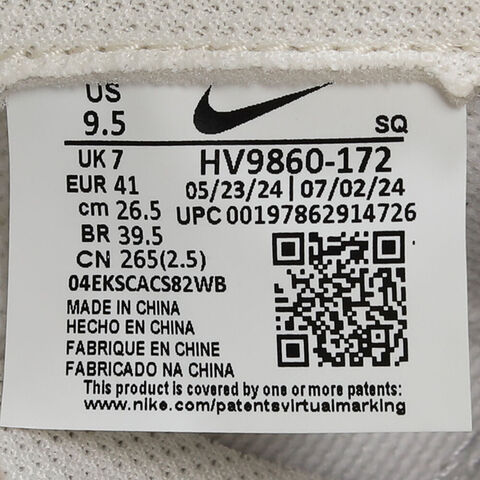 US
9.5
SQ
UK 7
HV9860-172
EUR 41
05/23/24 | 07/02/24
cm 26.5
UPC 00197862914726
BR 39.5
CN 265(2.5)
04EKSCACS82WB
MADE IN CHINA
HECHO EN CHINA
FABRIQUE EN CHINE
FABRICADO NA CHINA
This product is covered by one or more patents:
www.nike.com/patentsvirtualmarking